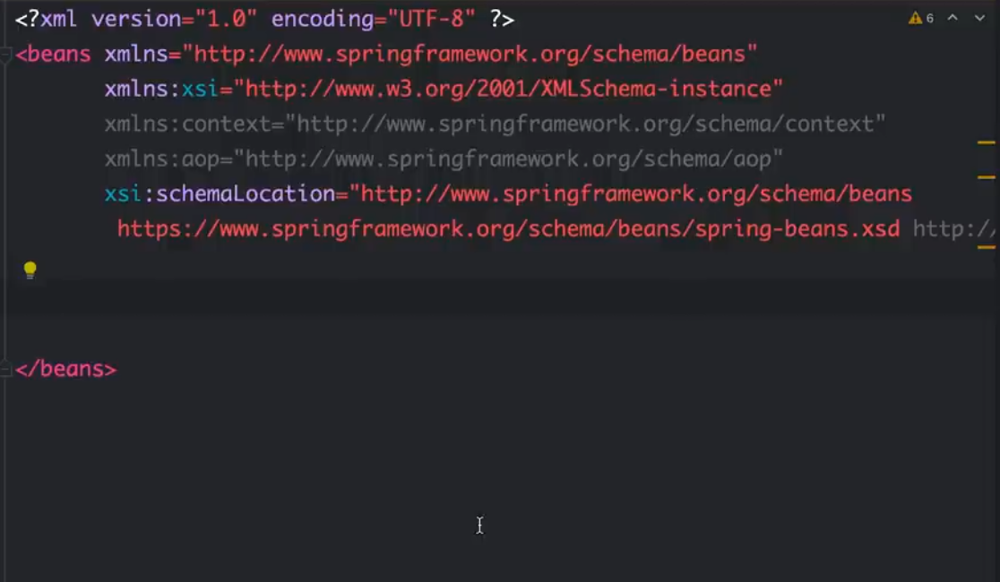 <?xml version="1.0" encoding="UTF-8" ?>
6
<beans xmlns="http://www.springframework.org/schema/beans"
xmlns:xsi="http://www.w3.org/2001/XMLSchema-instance"
xmlns:context="http://www.springframework.org/schema/context"
xmlns:aop="http://www.springframework.org/schema/aop"
xsi:schemaLocation="http://www.springframework.org/schema/beans
https://www.springframework.org/schema/beans/spring-beans.xsd http:/
</beans>